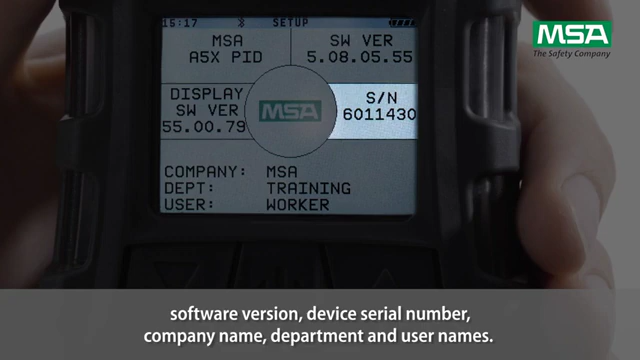 15:17 SETUP
MSA
A5X PID
SW VER
5.08.05.55
DISPLAY
SW VER
55.00.79
MSA
S/N
6011430
COMPANY: MSA
DEPT: TRAINING
USER: WORKER
MSA
The Safety Company
software version, device serial number,
company name, department and user names.